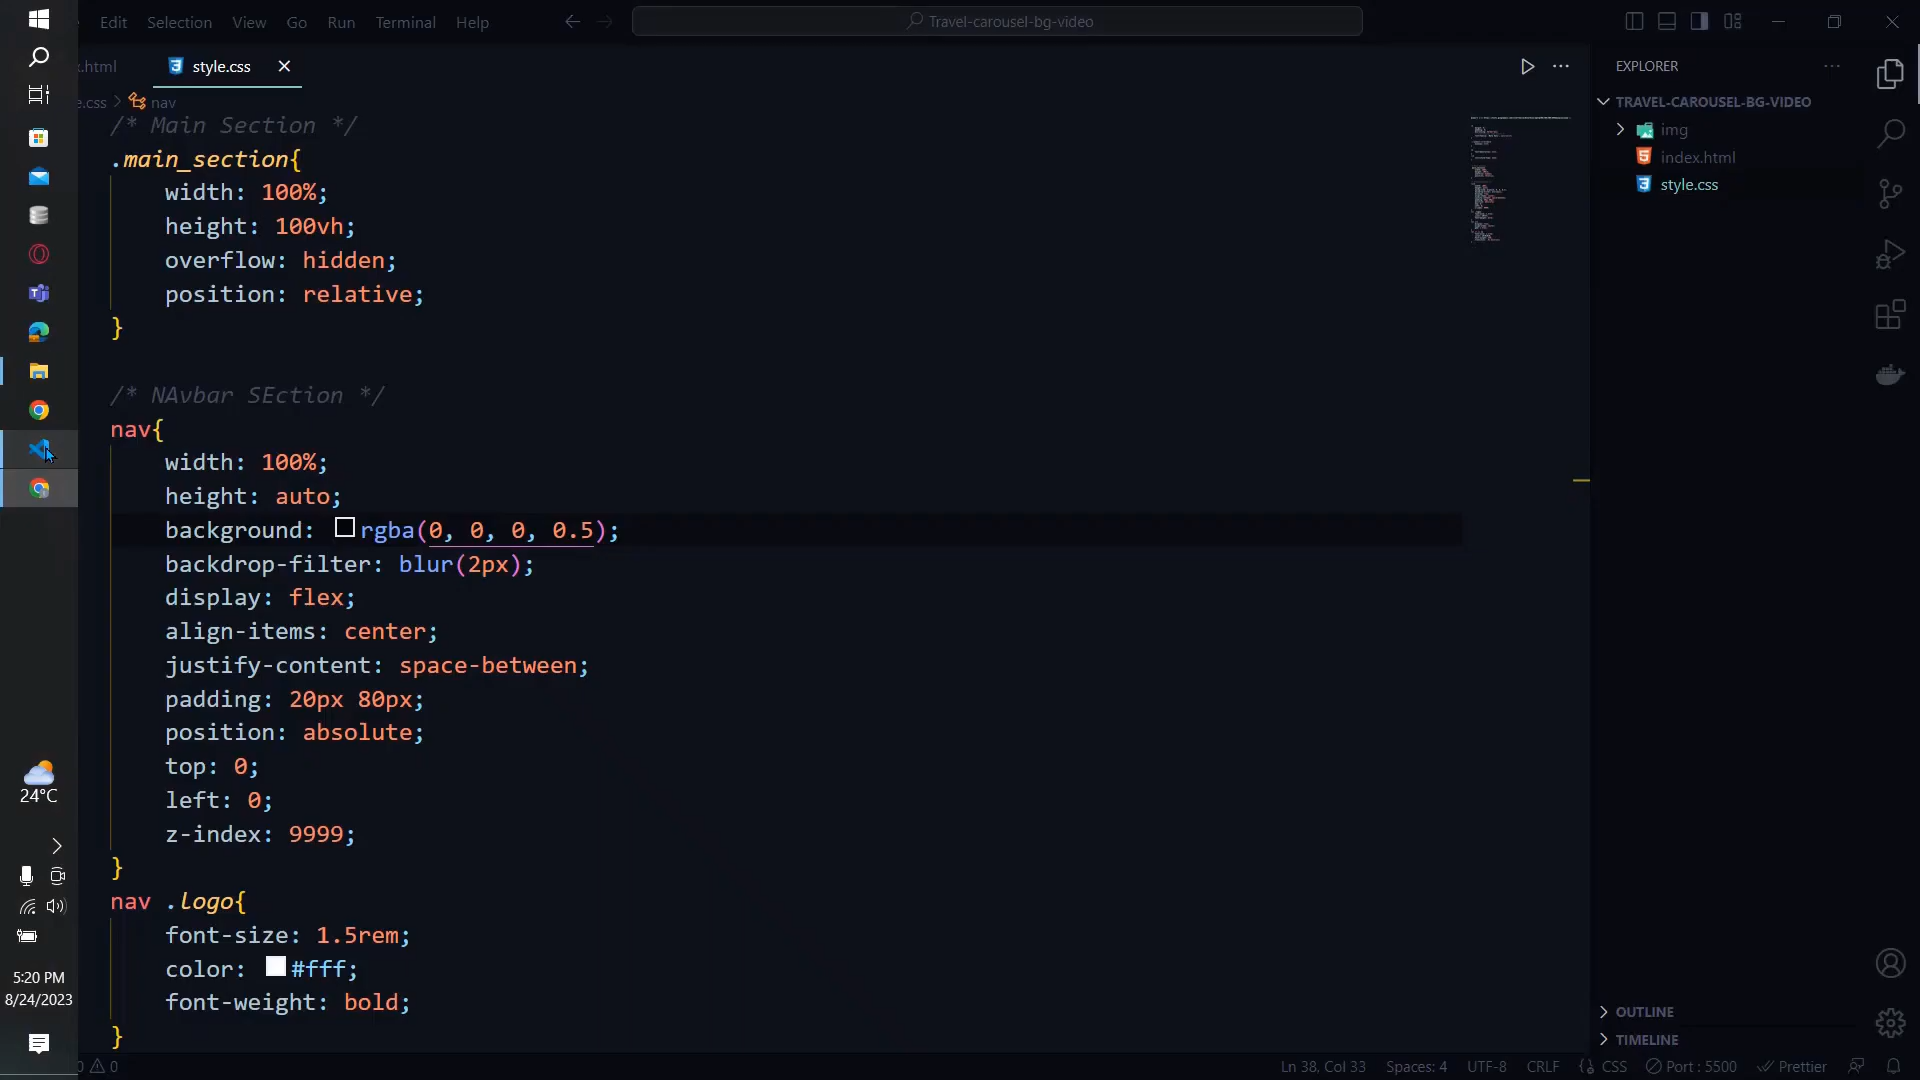 Edit Selection View Go Run Terminal Help
Travel-carousel-bg-video
.html
style.css
e.css > nav
/* Main Section */
.main_section{
width: 100%;
height: 100vh;
overflow: hidden;
position: relative;
}
/* NAvbar SEction */
nav{
width: 100%;
height: auto;
background: rgba(0, 0, 0, 0.5);
backdrop-filter: blur(2px);
display: flex;
align-items: center;
justify-content: space-between;
padding: 20px 80px;
position: absolute;
top: 0;
left: 0;
z-index: 9999;
}
nav .logo{
font-size: 1.5rem;
color: #fff;
font-weight: bold;
}
EXPLORER
TRAVEL-CAROUSEL-BG-VIDEO
img
index.html
style.css
OUTLINE
TIMELINE
24°C
5:20 PM
8/24/2023
0 0 Ln 38, Col 33 Spaces: 4 UTF-8 CRLF CSS Port : 5500 Prettier